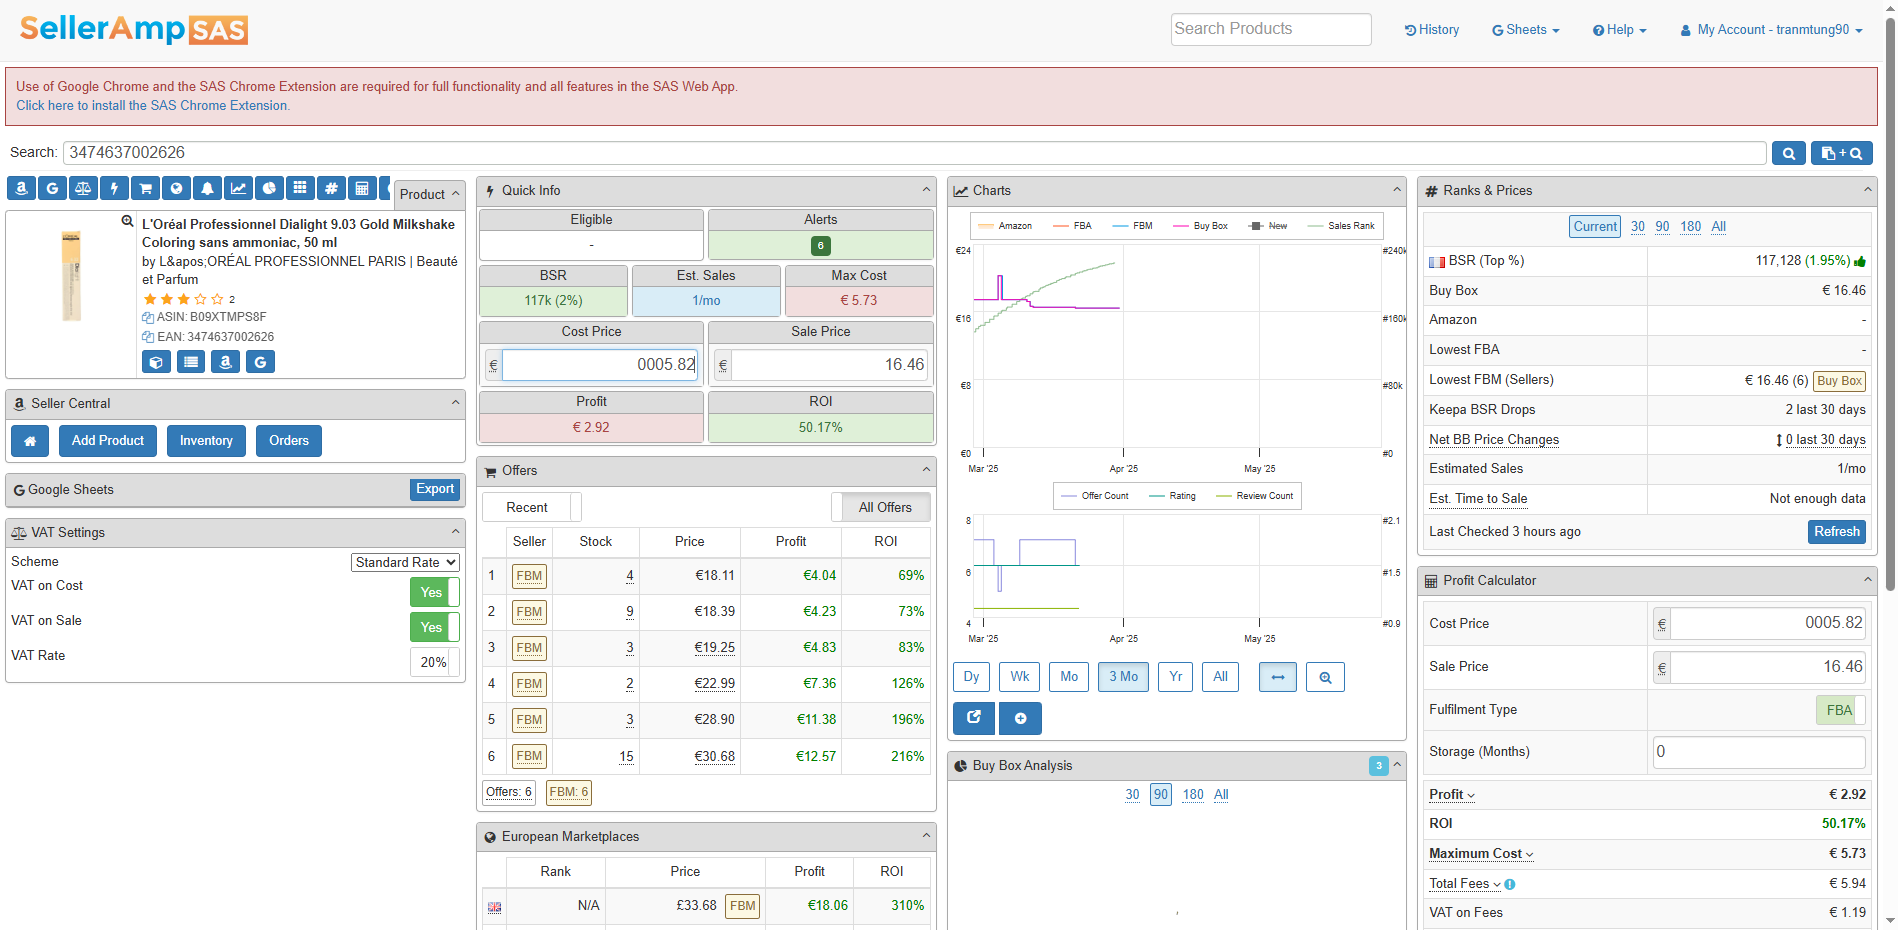 SellerAmp SAS
Search Products
History
Sheets
Help
My Account - tranmtung90
Use of Google Chrome and the SAS Chrome Extension are required for full functionality and all features in the SAS Web App.
Click here to install the SAS Chrome Extension.
Search: 3474637002626
+
Product
L'Oréal Professionnel Dialight 9.03 Gold Milkshake
Coloring sans ammoniac, 50 ml
by L&apos;ORÉAL PROFESSIONNEL PARIS | Beauté
et Parfum
2
ASIN: B09XTMPS8F
EAN: 3474637002626
Seller Central
Add Product Inventory Orders
Google Sheets Export
VAT Settings
Scheme Standard Rate
VAT on Cost Yes
VAT on Sale Yes
VAT Rate 20%
Quick Info
Eligible Alerts
- 6
BSR Est. Sales Max Cost
117k (2%) 1/mo € 5.73
Cost Price Sale Price
€ 0005.82 € 16.46
Profit ROI
€ 2.92 50.17%
Offers
Recent All Offers
Seller Stock Price Profit ROI
1 FBM 4 €18.11 €4.04 69%
2 FBM 9 €18.39 €4.23 73%
3 FBM 3 €19.25 €4.83 83%
4 FBM 2 €22.99 €7.36 126%
5 FBM 3 €28.90 €11.38 196%
6 FBM 15 €30.68 €12.57 216%
Offers: 6 FBM: 6
European Marketplaces
Rank Price Profit ROI
N/A £33.68 FBM €18.06 310%
Charts
Amazon FBA FBM Buy Box New Sales Rank
€24 #240k
€16 #160k
€8 #80k
€0 #0
Mar '25 Apr '25 May '25
Offer Count Rating Review Count
8 #2.1
6 #1.5
4 #0.9
Mar '25 Apr '25 May '25
Dy Wk Mo 3 Mo Yr All
Buy Box Analysis 3
30 90 180 All
# Ranks & Prices
Current 30 90 180 All
BSR (Top %) 117,128 (1.95%)
Buy Box € 16.46
Amazon -
Lowest FBA -
Lowest FBM (Sellers) € 16.46 (6) Buy Box
Keepa BSR Drops 2 last 30 days
Net BB Price Changes 0 last 30 days
Estimated Sales 1/mo
Est. Time to Sale Not enough data
Last Checked 3 hours ago Refresh
Profit Calculator
Cost Price € 0005.82
Sale Price € 16.46
Fulfilment Type FBA
Storage (Months) 0
Profit € 2.92
ROI 50.17%
Maximum Cost € 5.73
Total Fees € 5.94
VAT on Fees € 1.19